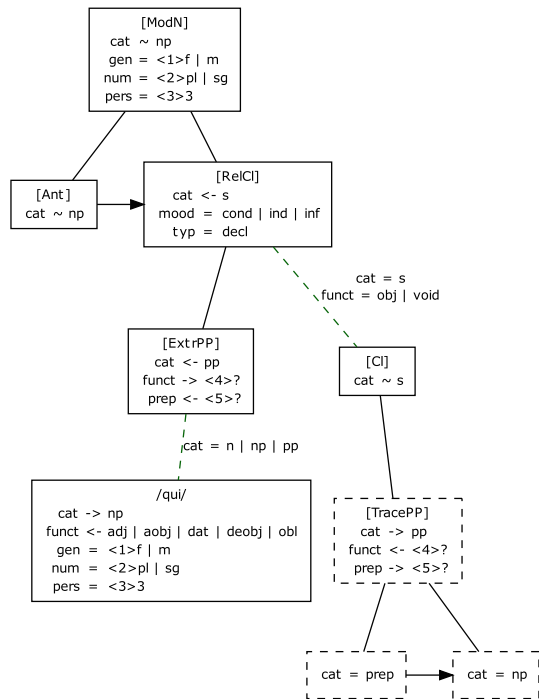 [ModN]
cat ~ np
gen = <1>f | m
num = <2>pl | sg
pers = <3>3
[Ant]
cat ~ np
[RelCl]
cat <- s
mood = cond | ind | inf
typ = decl
cat = s
funct = obj | void
[ExtrPP]
cat <- pp
funct -> <4>?
prep <- <5>?
[Cl]
cat ~ s
cat = n | np | pp
/qui/
cat -> np
funct <- adj | aobj | dat | deobj | obl
gen = <1>f | m
num = <2>pl | sg
pers = <3>3
[TracePP]
cat -> pp
funct <- <4>?
prep -> <5>?
cat = prep
cat = np